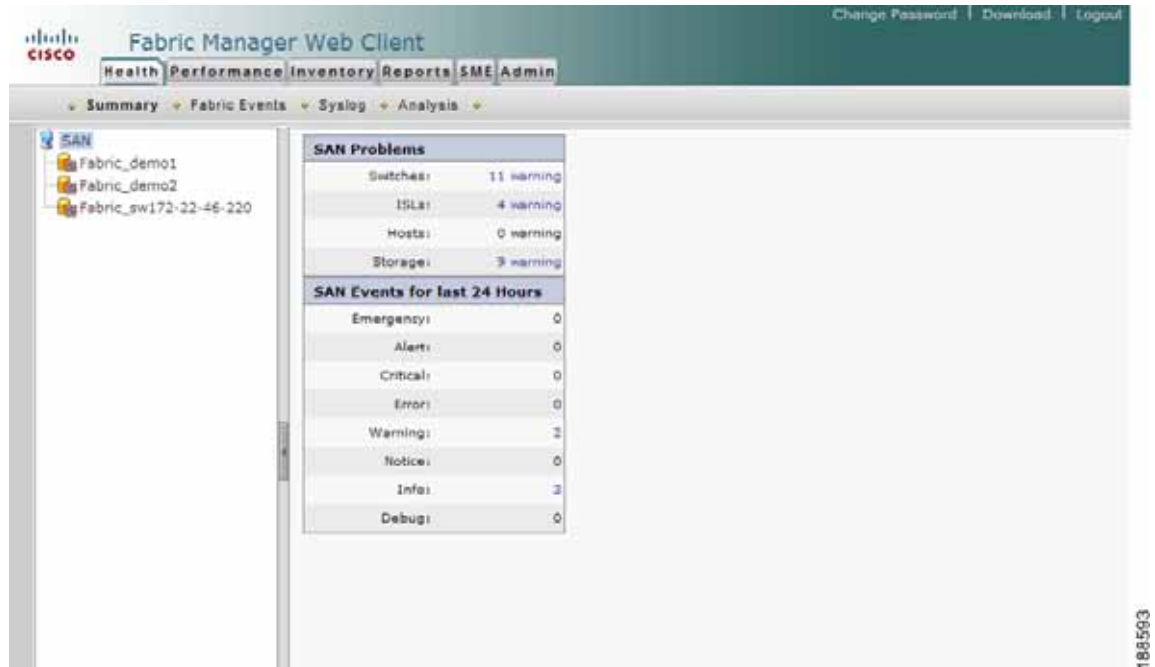 Change Password | Download | Logout
CISCO
Fabric Manager Web Client
Health Performance Inventory Reports SME Admin
Summary Fabric Events Syslog Analysis
SAN
Fabric_demo1
Fabric_demo2
Fabric_sw172-22-46-220
SAN Problems
Switches: 11 warning
ISLs: 4 warning
Hosts: 0 warning
Storage: 9 warning
SAN Events for last 24 Hours
Emergency: 0
Alert: 0
Critical: 0
Error: 0
Warning: 2
Notice: 0
Info:
Debug: 0
188593